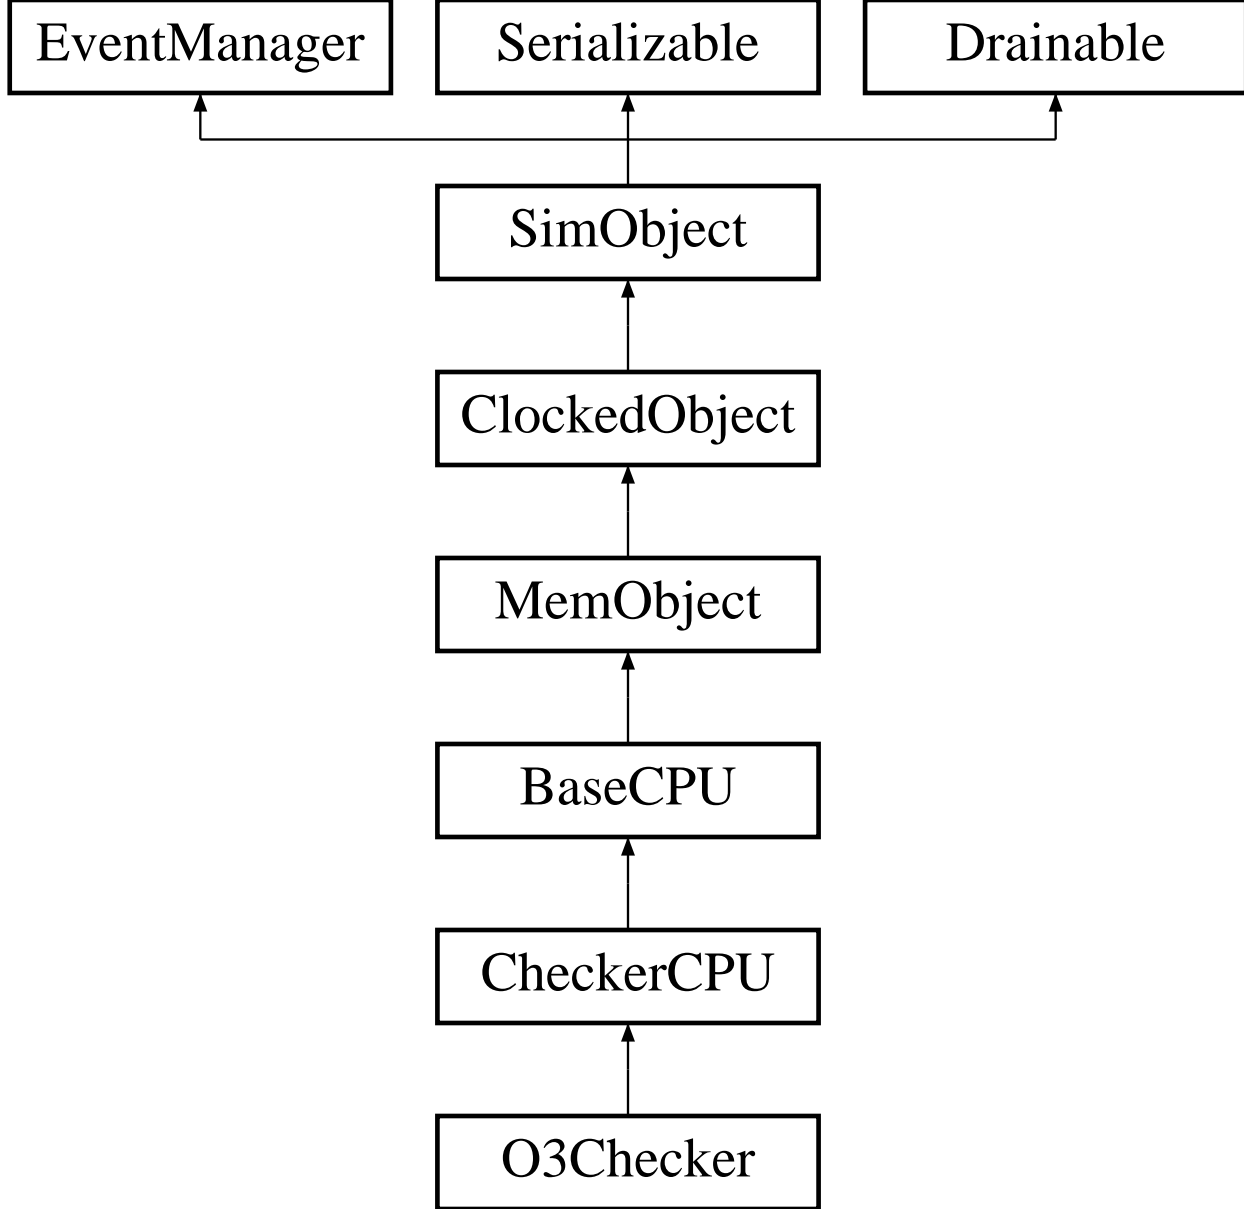 EventManager
Serializable
Drainable
SimObject
ClockedObject
MemObject
BaseCPU
CheckerCPU
O3Checker